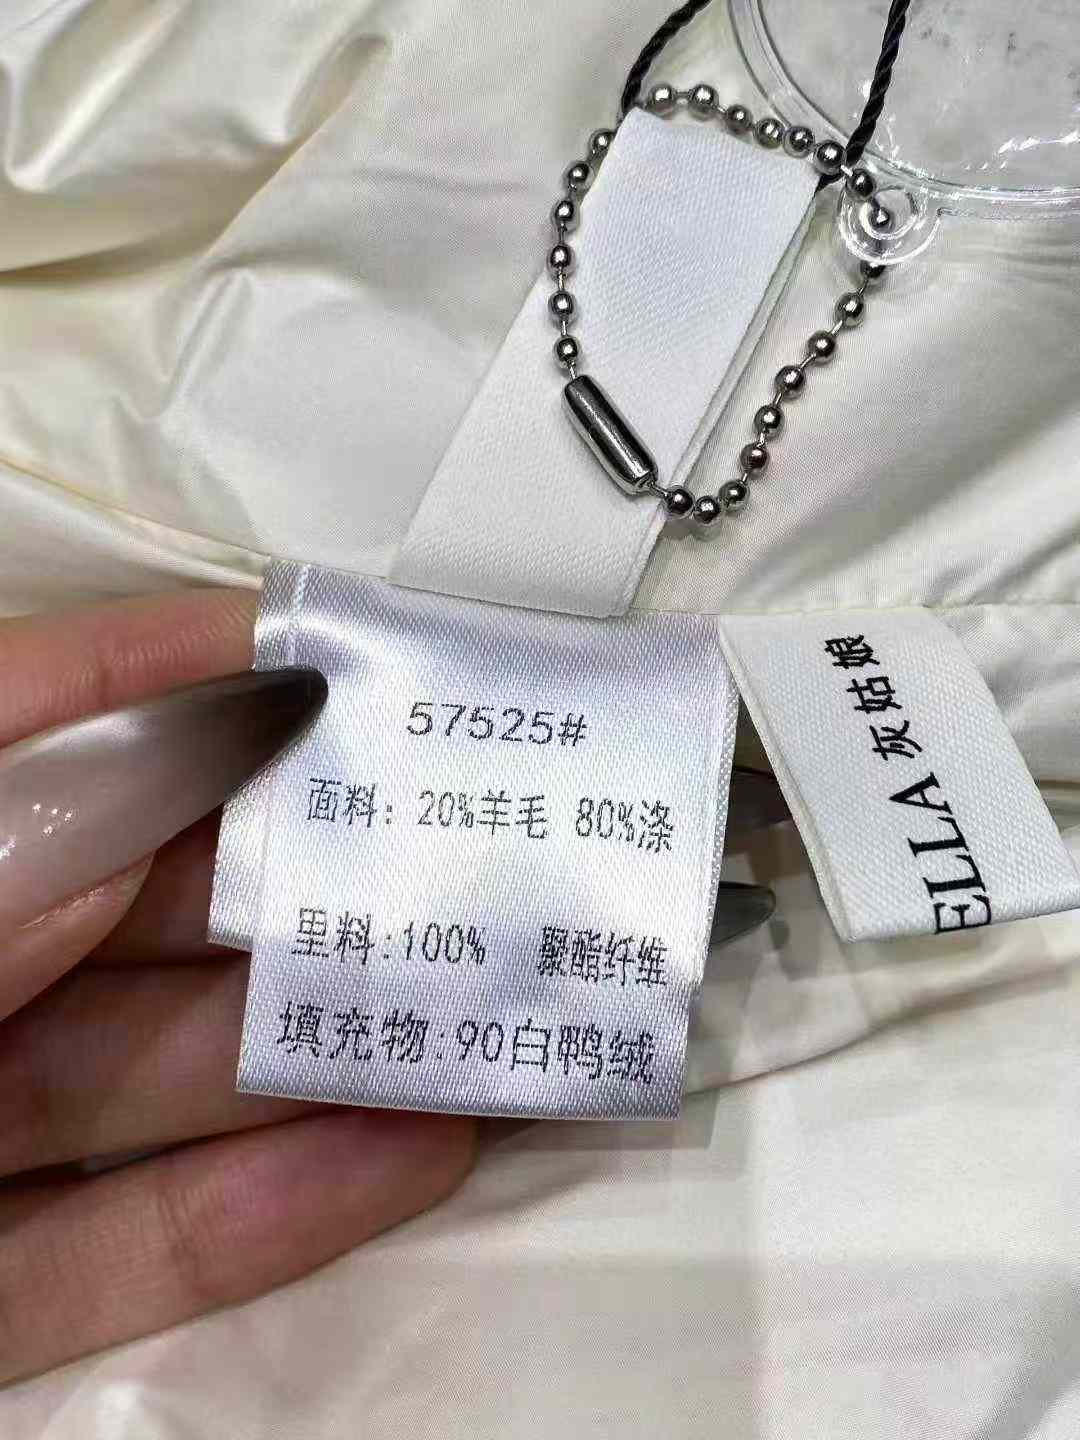 57525#
面料: 20%羊毛 80%涤
里料:100% 聚酯纤维
填充物:90白鸭绒
ELLA 灰姑娘